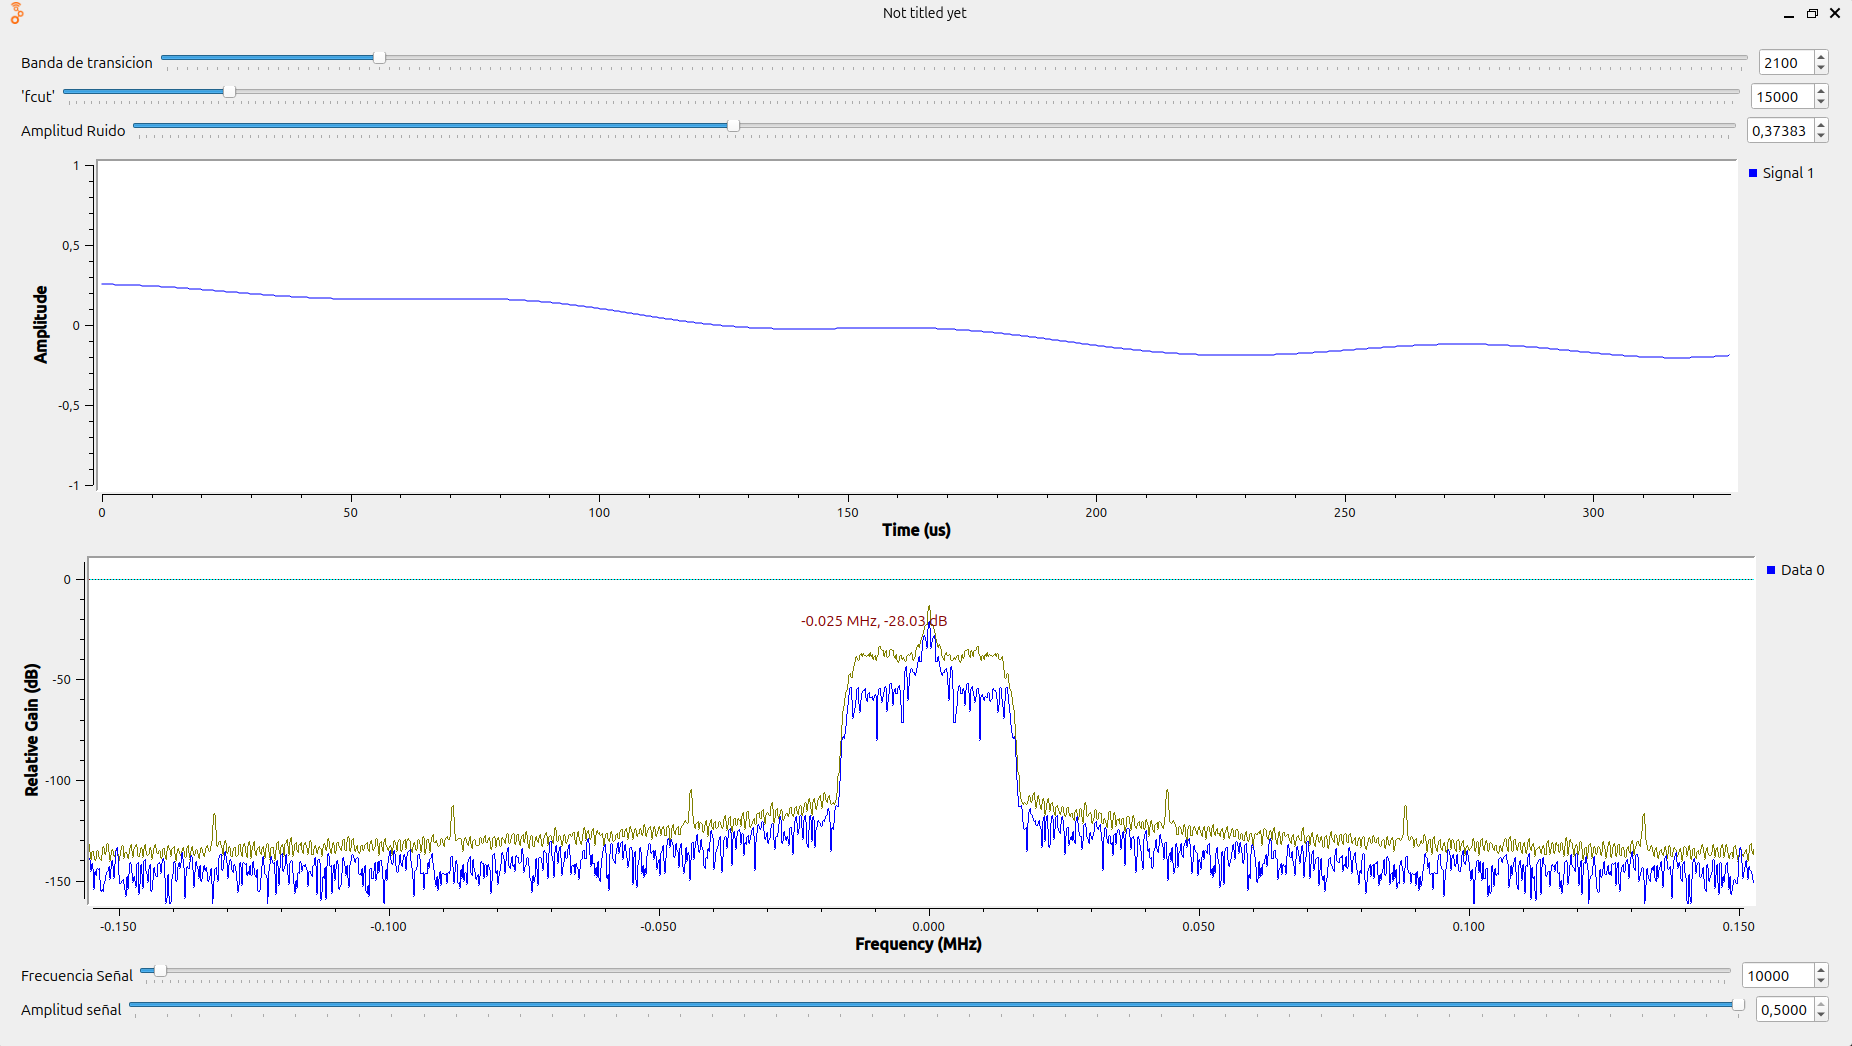 Not titled yet
Banda de transicion 2100
'fcut' 15000
Amplitud Ruido 0,37383
1
0,5
0
-0,5
-1
Amplitude
Signal 1
0 50 100 150 200 250 300
Time (us)
0
-50
-100
-150
Relative Gain (dB)
-0.025 MHz, -28.03 dB
Data 0
-0.150 -0.100 -0.050 0.000 0.050 0.100 0.150
Frequency (MHz)
Frecuencia Señal 10000
Amplitud señal 0,5000